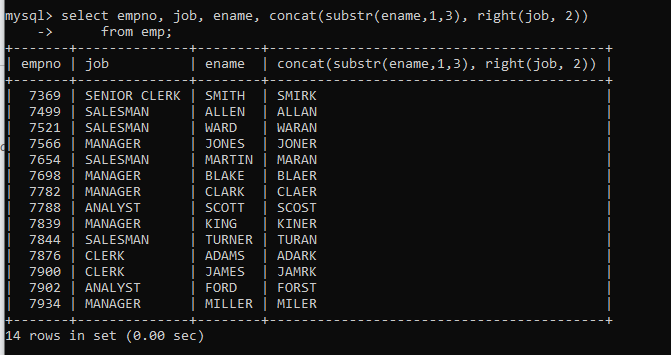 mysql> select empno, job, ename, concat(substr(ename,1,3), right(job, 2))
    ->      from emp;
+-------+--------------+--------+------------------------------------------+
| empno | job          | ename  | concat(substr(ename,1,3), right(job, 2)) |
+-------+--------------+--------+------------------------------------------+
|  7369 | SENIOR CLERK | SMITH  | SMIRK                                    |
|  7499 | SALESMAN     | ALLEN  | ALLAN                                    |
|  7521 | SALESMAN     | WARD   | WARAN                                    |
|  7566 | MANAGER      | JONES  | JONER                                    |
|  7654 | SALESMAN     | MARTIN | MARAN                                    |
|  7698 | MANAGER      | BLAKE  | BLAER                                    |
|  7782 | MANAGER      | CLARK  | CLAER                                    |
|  7788 | ANALYST      | SCOTT  | SCOST                                    |
|  7839 | MANAGER      | KING   | KINER                                    |
|  7844 | SALESMAN     | TURNER | TURAN                                    |
|  7876 | CLERK        | ADAMS  | ADARK                                    |
|  7900 | CLERK        | JAMES  | JAMRK                                    |
|  7902 | ANALYST      | FORD   | FORST                                    |
|  7934 | MANAGER      | MILLER | MILER                                    |
+-------+--------------+--------+------------------------------------------+
14 rows in set (0.00 sec)